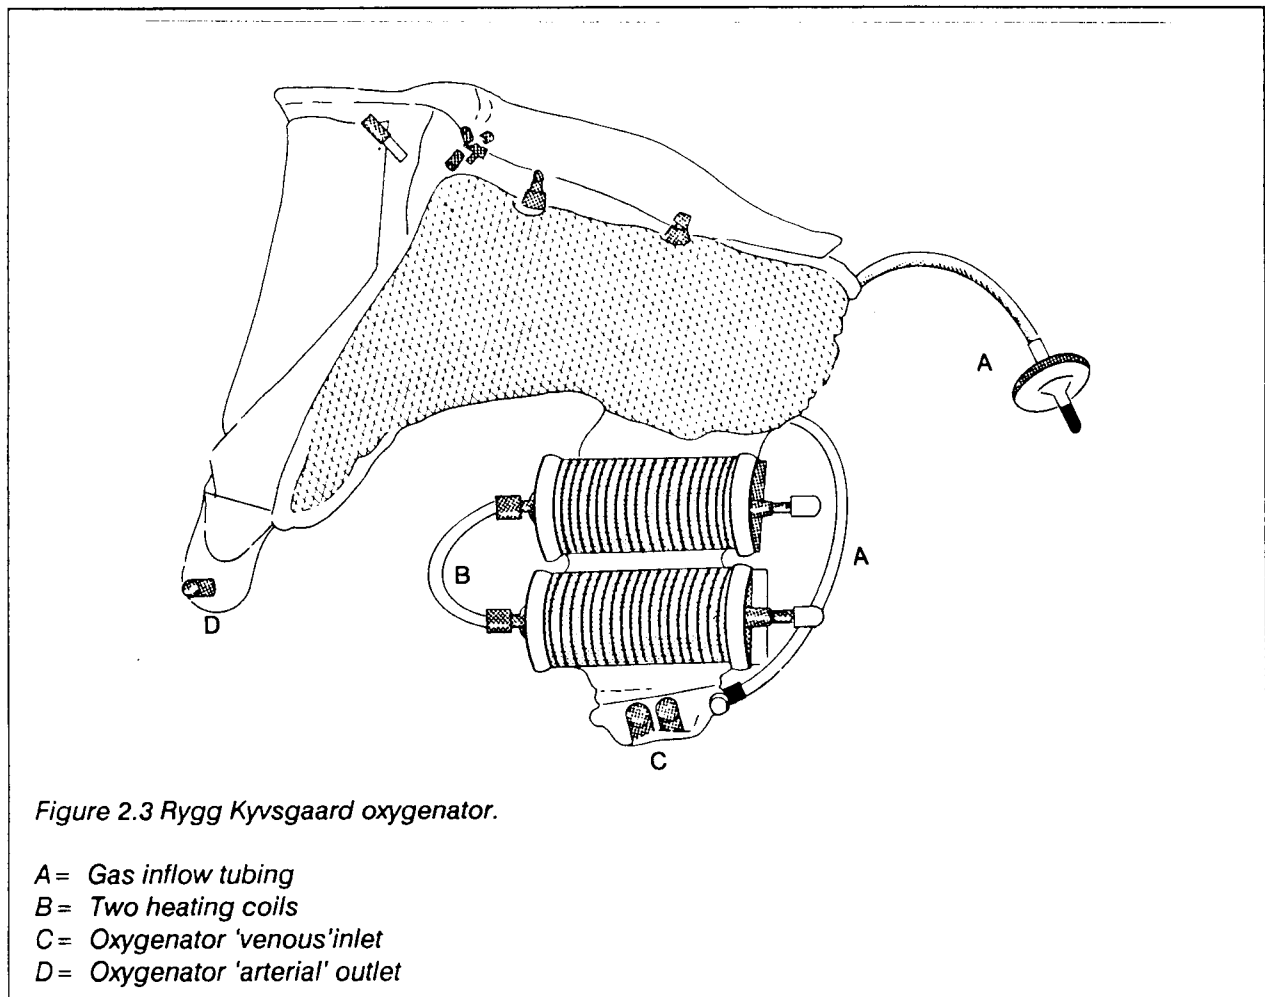 A
A
B
D
C
Figure 2.3 Rygg Kyvsgaard oxygenator.
A= Gas inflow tubing
B= Two heating coils
C= Oxygenator 'venous'inlet
D= Oxygenator 'arterial' outlet